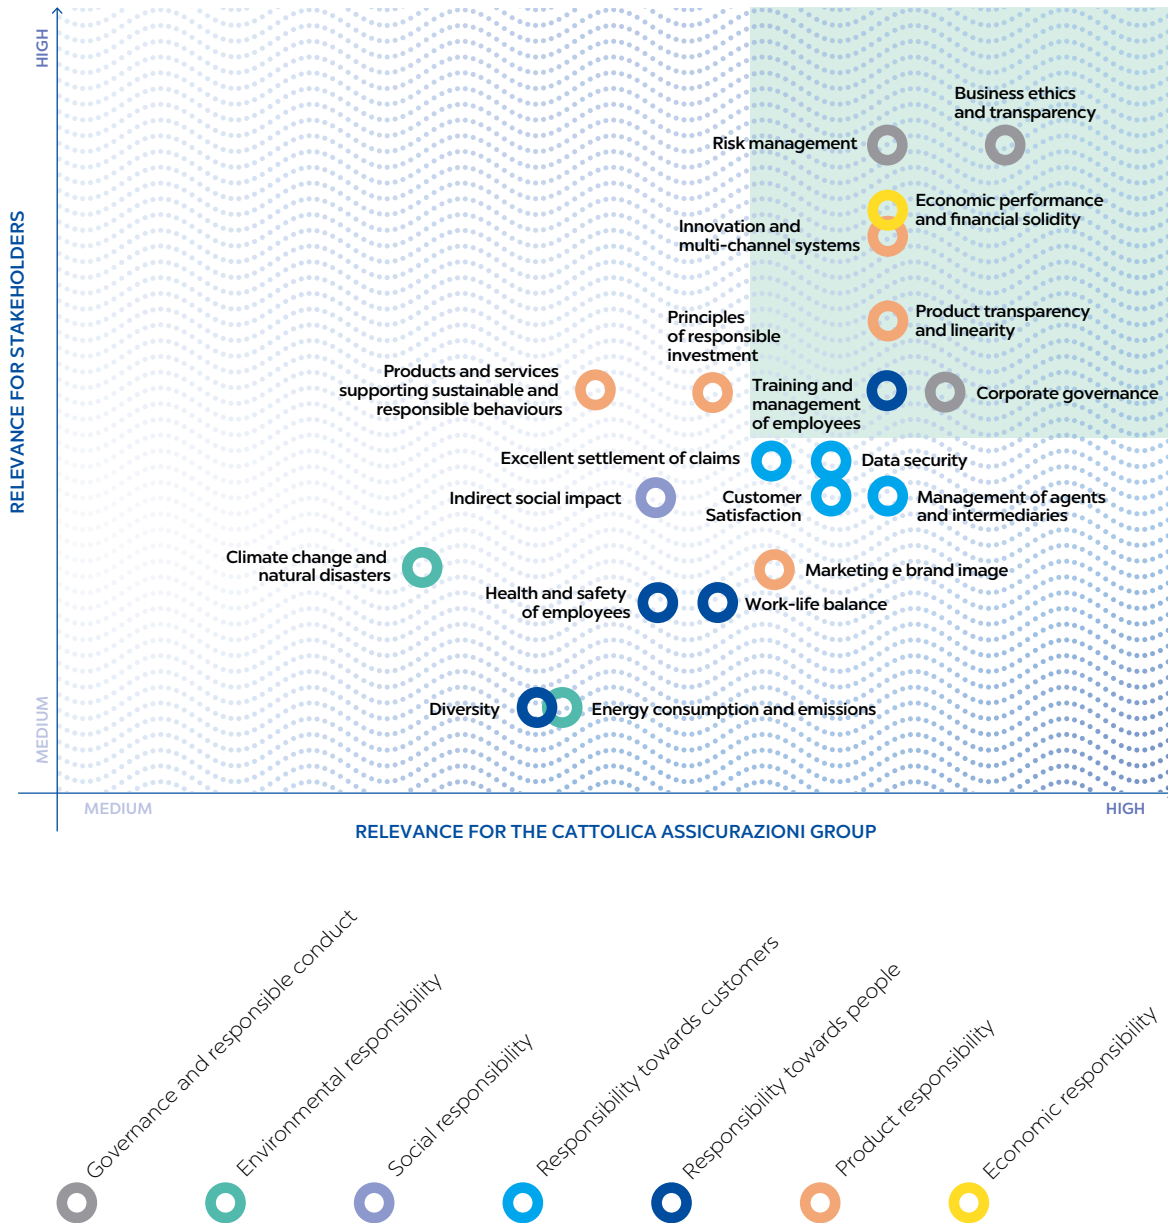 HIGH
RELEVANCE FOR STAKEHOLDERS
MEDIUM
Business ethics
and transparency
Risk management
Economic performance
and financial solidity
Innovation and
multi-channel systems
Product transparency
and linearity
Principles
of responsible
investment
Products and services
supporting sustainable and
responsible behaviours
Training and
management
of employees
Corporate governance
Excellent settlement of claims
Data security
Indirect social impact
Customer
Satisfaction
Management of agents
and intermediaries
Climate change and
natural disasters
Marketing e brand image
Health and safety
of employees
Work-life balance
Diversity
Energy consumption and emissions
MEDIUM
HIGH
RELEVANCE FOR THE CATTOLICA ASSICURAZIONI GROUP
Governance and responsible conduct
Environmental responsibility
Social responsibility
Responsibility towards customers
Responsibility towards people
Product responsibility
Economic responsibility